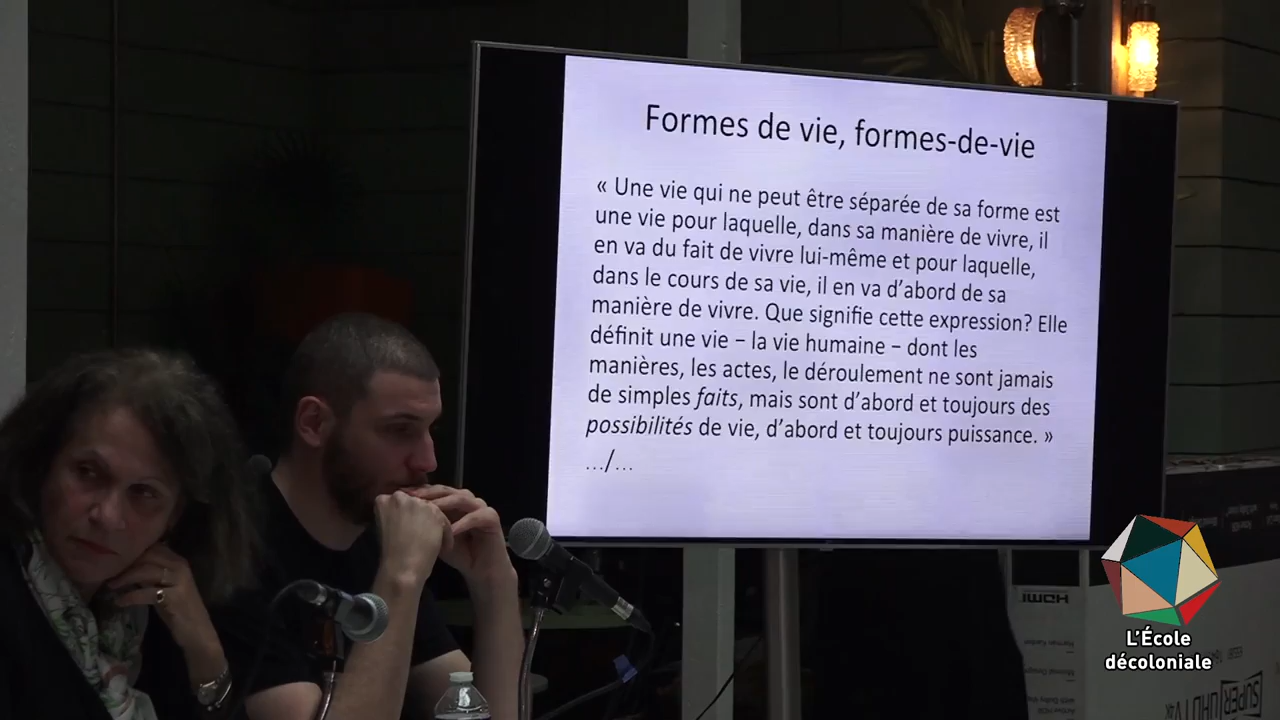 Formes de vie, formes-de-vie
« Une vie qui ne peut être séparée de sa forme est
une vie pour laquelle, dans sa manière de vivre, il
en va du fait de vivre lui-même et pour laquelle,
dans le cours de sa vie, il en va d’abord de sa
manière de vivre. Que signifie cette expression? Elle
définit une vie – la vie humaine – dont les
manières, les actes, le déroulement ne sont jamais
de simples faits, mais sont d’abord et toujours des
possibilités de vie, d’abord et toujours puissance. »
.../...
L’École
décoloniale
HDMI
SUPER UHD TV 4K